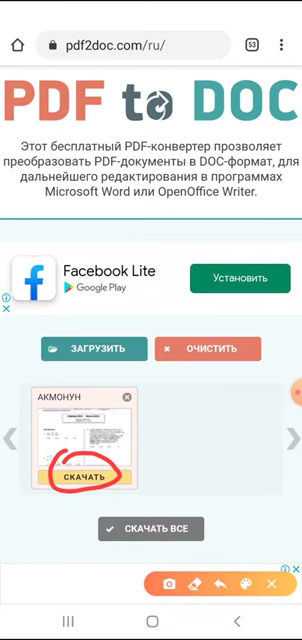 pdf2doc.com/ru/
53
PDF to DOC
Этот бесплатный PDF-конвертер прозволяет
преобразовать PDF-документы в DOC-формат, для
дальнейшего редактирования в программах
Microsoft Word или OpenOffice Writer.
Facebook Lite
Google Play
Установить
ЗАГРУЗИТЬ
ОЧИСТИТЬ
АКМОНУН
СКАЧАТЬ
СКАЧАТЬ ВСЕ